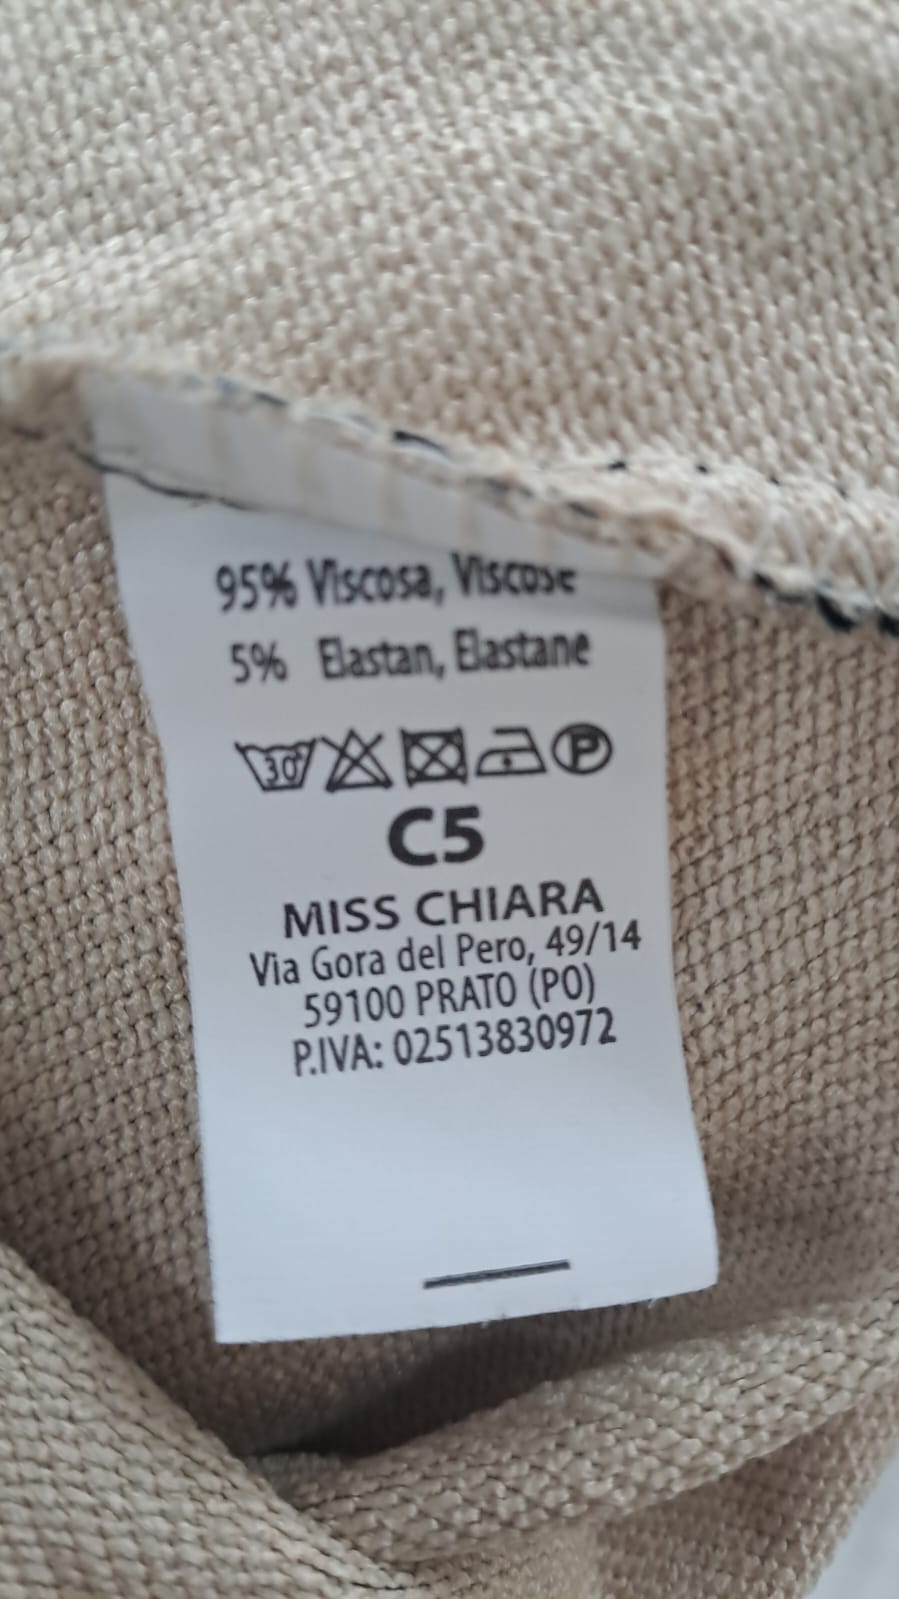 95% Viscosa, Viscose
5% Elastan, Elastane
30°
P
C5
MISS CHIARA
Via Gora del Pero, 49/14
59100 PRATO (PO)
P.IVA: 02513830972